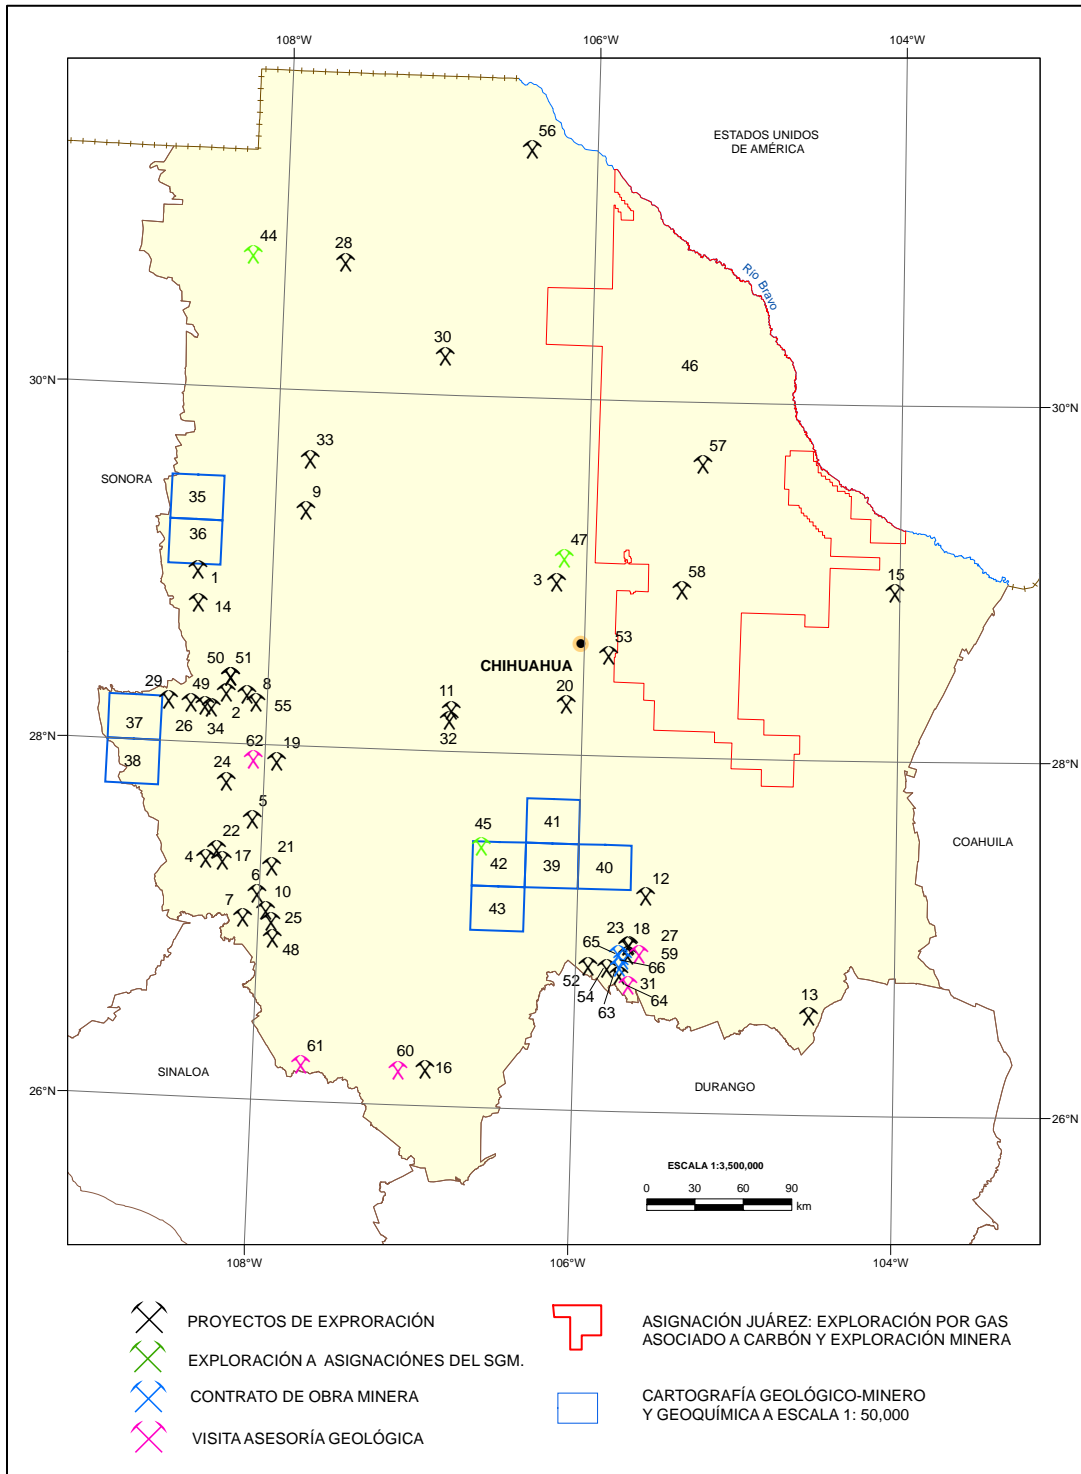 108°W
106°W
104°W
56
ESTADOS UNIDOS
DE AMÉRICA
44
28
Río Bravo
30
46
30°N
30°N
33
57
SONORA
35
9
36
47
1
3
58
15
14
53
CHIHUAHUA
50
51
29
49
8
11
20
26
2
55
37
34
32
62
19
28°N
28°N
38
24
5
41
45
COAHUILA
22
21
4
17
42
39
40
6
12
7
10
43
25
23
18
27
48
65
59
66
52
31
54
64
63
13
61
60
16
SINALOA
DURANGO
26°N
26°N
ESCALA 1:3,500,000
0
30
60
90
km
108°W
106°W
104°W
PROYECTOS DE EXPRORACIÓN
EXPLORACIÓN A ASIGNACIÓNES DEL SGM.
CONTRATO DE OBRA MINERA
VISITA ASESORÍA GEOLÓGICA
ASIGNACIÓN JUÁREZ: EXPLORACIÓN POR GAS
ASOCIADO A CARBÓN Y EXPLORACIÓN MINERA
CARTOGRAFÍA GEOLÓGICO-MINERO
Y GEOQUÍMICA A ESCALA 1: 50,000